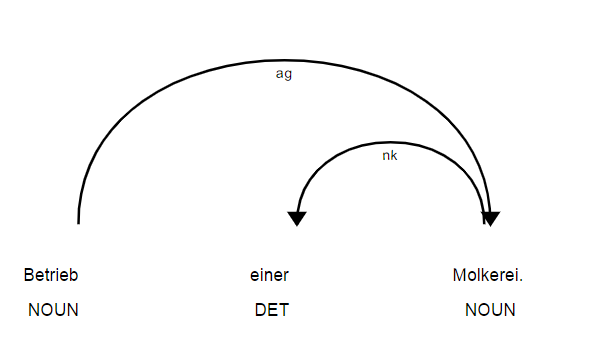 ag
nk
Betrieb einer Molkerei.
NOUN DET NOUN